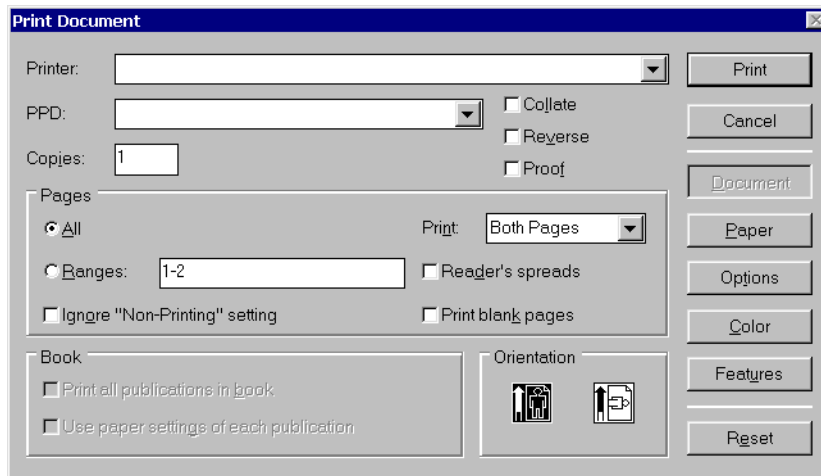 Print Document
Printer:
Print
PPD:
Collate
Cancel
Reverse
Copies: 1
Proof
Document
Pages
All
Print: Both Pages
Paper
Ranges: 1-2
Reader's spreads
Options
Ignore "Non-Printing" setting
Print blank pages
Color
Book
Orientation
Print all publications in book
Features
Use paper settings of each publication
Reset